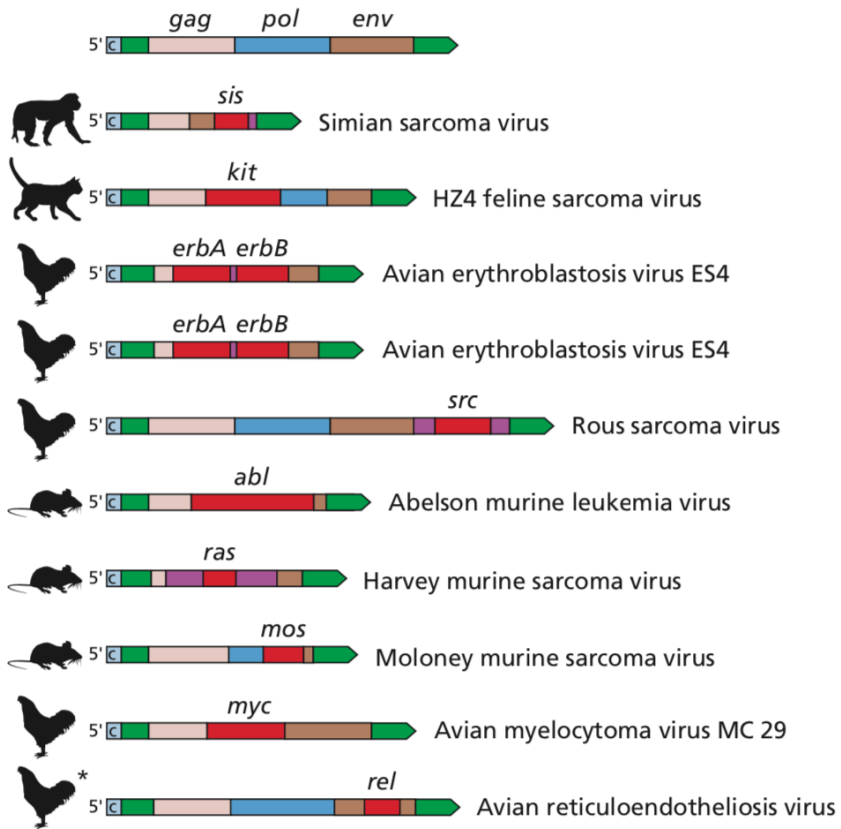 gag pol env
5' C
sis
5' C Simian sarcoma virus
kit
5' C HZ4 feline sarcoma virus
erbA erbB
5' C Avian erythroblastosis virus ES4
erbA erbB
5' C Avian erythroblastosis virus ES4
src
5' C Rous sarcoma virus
abl
5' C Abelson murine leukemia virus
ras
5' C Harvey murine sarcoma virus
mos
5' C Moloney murine sarcoma virus
myc
5' C Avian myelocytoma virus MC 29
* rel
5' C Avian reticuloendotheliosis virus